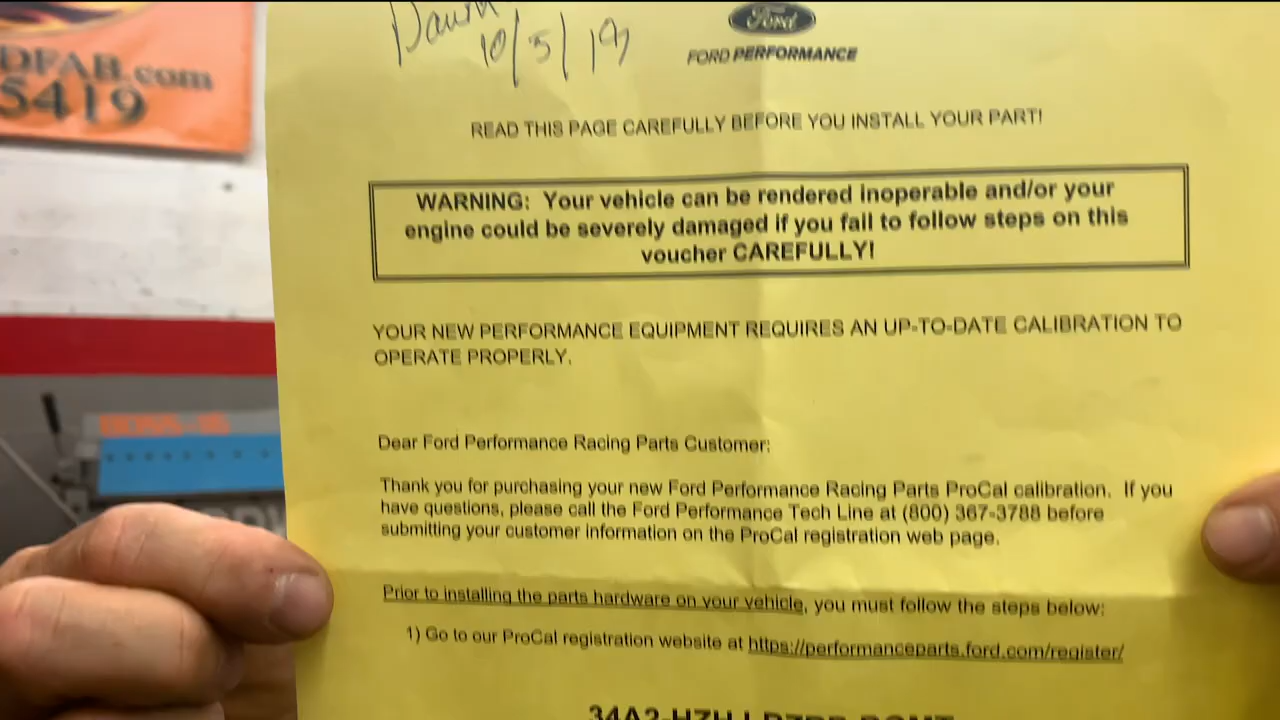 DFAB.com
5419
10/5/19
Ford
FORD PERFORMANCE
READ THIS PAGE CAREFULLY BEFORE YOU INSTALL YOUR PART!
WARNING: Your vehicle can be rendered inoperable and/or your
engine could be severely damaged if you fail to follow steps on this
voucher CAREFULLY!
YOUR NEW PERFORMANCE EQUIPMENT REQUIRES AN UP-TO-DATE CALIBRATION TO
OPERATE PROPERLY.
Dear Ford Performance Racing Parts Customer:
Thank you for purchasing your new Ford Performance Racing Parts ProCal calibration. If you
have questions, please call the Ford Performance Tech Line at (800) 367-3788 before
submitting your customer information on the ProCal registration web page.
Prior to installing the parts hardware on your vehicle, you must follow the steps below:
1) Go to our ProCal registration website at https://performanceparts.ford.com/register/